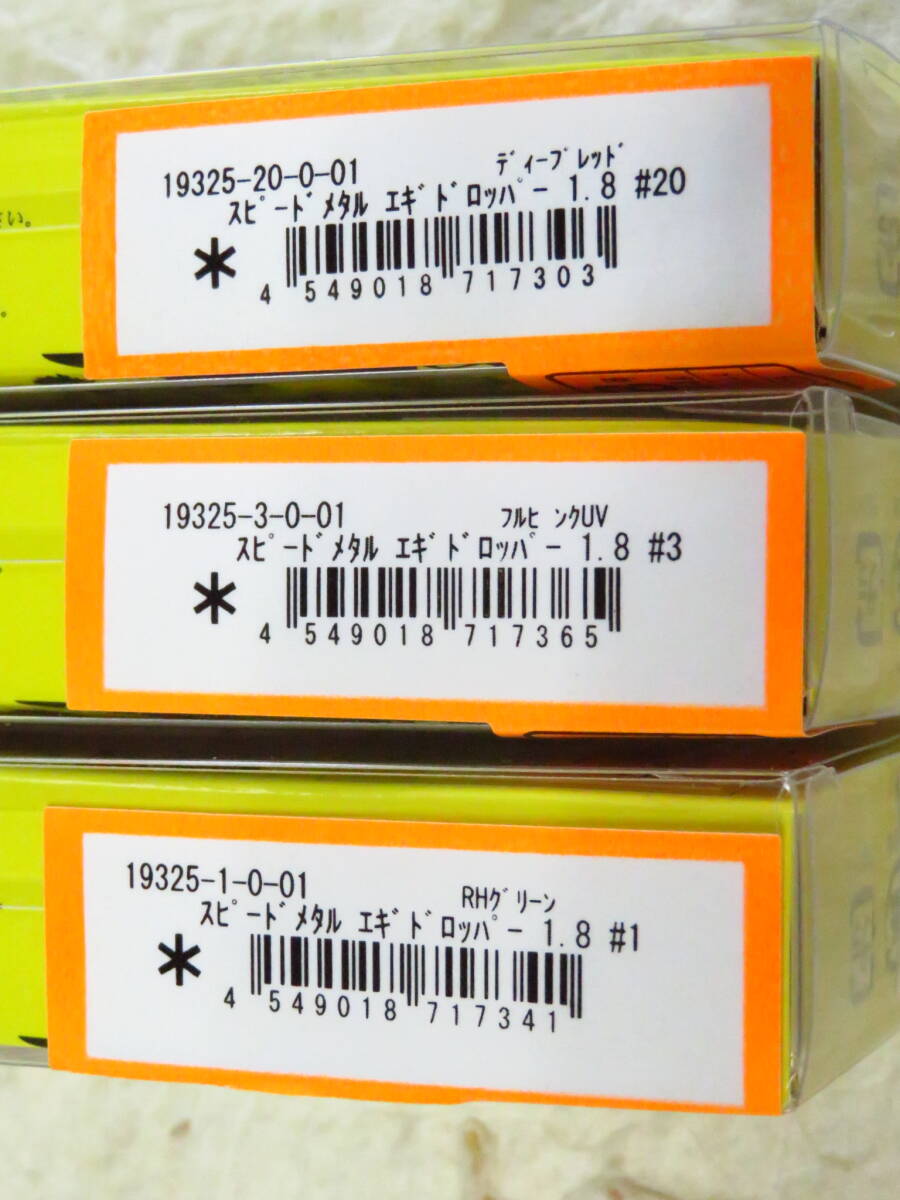 い。
。
19325-20-0-01 ﾃﾞｨｰﾌﾟﾚｯﾄﾞ
ｽﾋﾟｰﾄﾞﾒﾀﾙ ｴｷﾞﾄﾞﾛｯﾊﾟｰ 1.8 #20
*
4 549018 717303
19325-3-0-01 ﾌﾙﾋﾟﾝｸUV
ｽﾋﾟｰﾄﾞﾒﾀﾙ ｴｷﾞﾄﾞﾛｯﾊﾟｰ 1.8 #3
*
4 549018 717365
19325-1-0-01 RHｸﾞﾘｰﾝ
ｽﾋﾟｰﾄﾞﾒﾀﾙ ｴｷﾞﾄﾞﾛｯﾊﾟｰ 1.8 #1
*
4 549018 717341